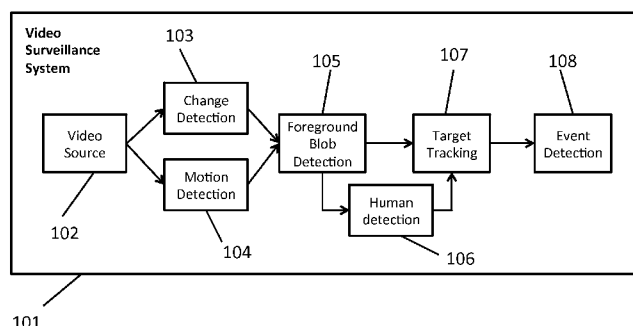 Video
Surveillance
System
103
Change
Detection
105
107
108
Video
Source
Foreground
Blob
Detection
Target
Tracking
Event
Detection
Motion
Detection
Human
detection
102
104
106
101